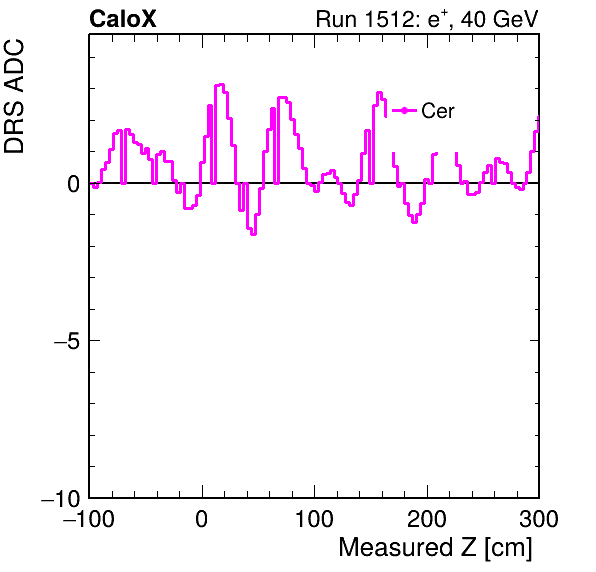 CaloX
Run 1512: e+, 40 GeV
DRS ADC
Cer
0
−5
−10
−100 0 100 200 300
Measured Z [cm]